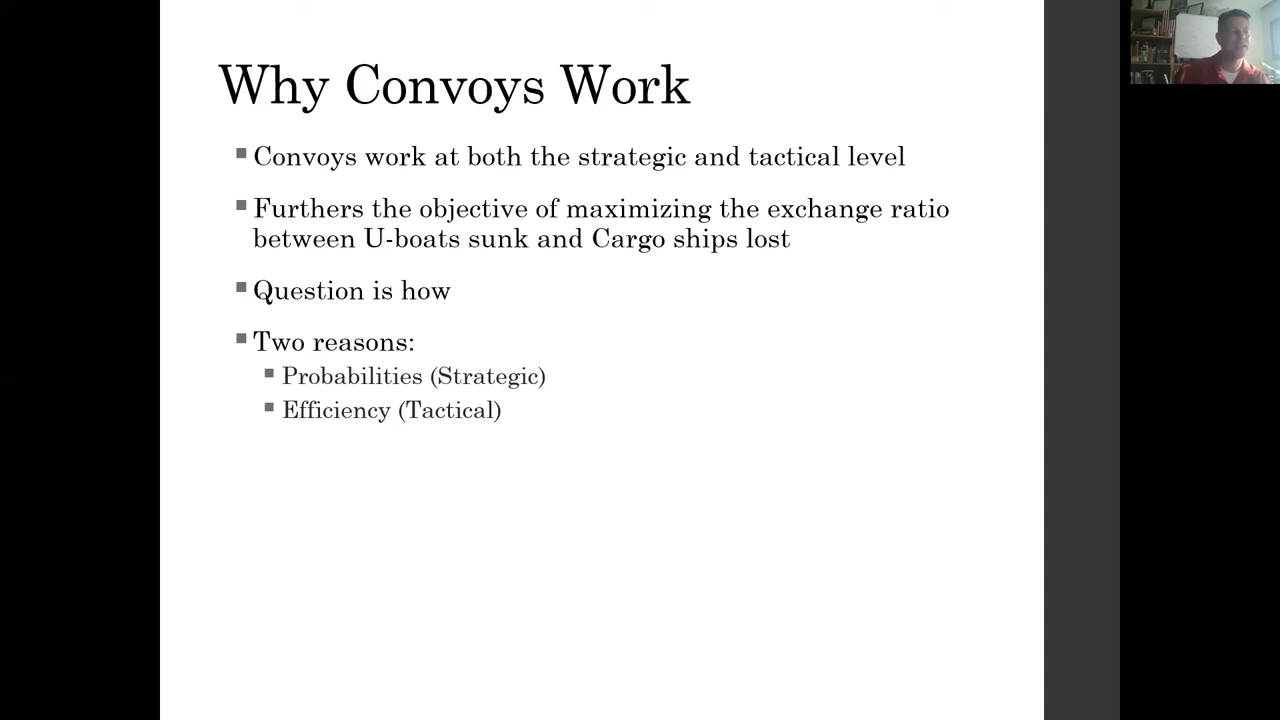 Why Convoys Work
Convoys work at both the strategic and tactical level
Furthers the objective of maximizing the exchange ratio
between U-boats sunk and Cargo ships lost
Question is how
Two reasons:
Probabilities (Strategic)
Efficiency (Tactical)